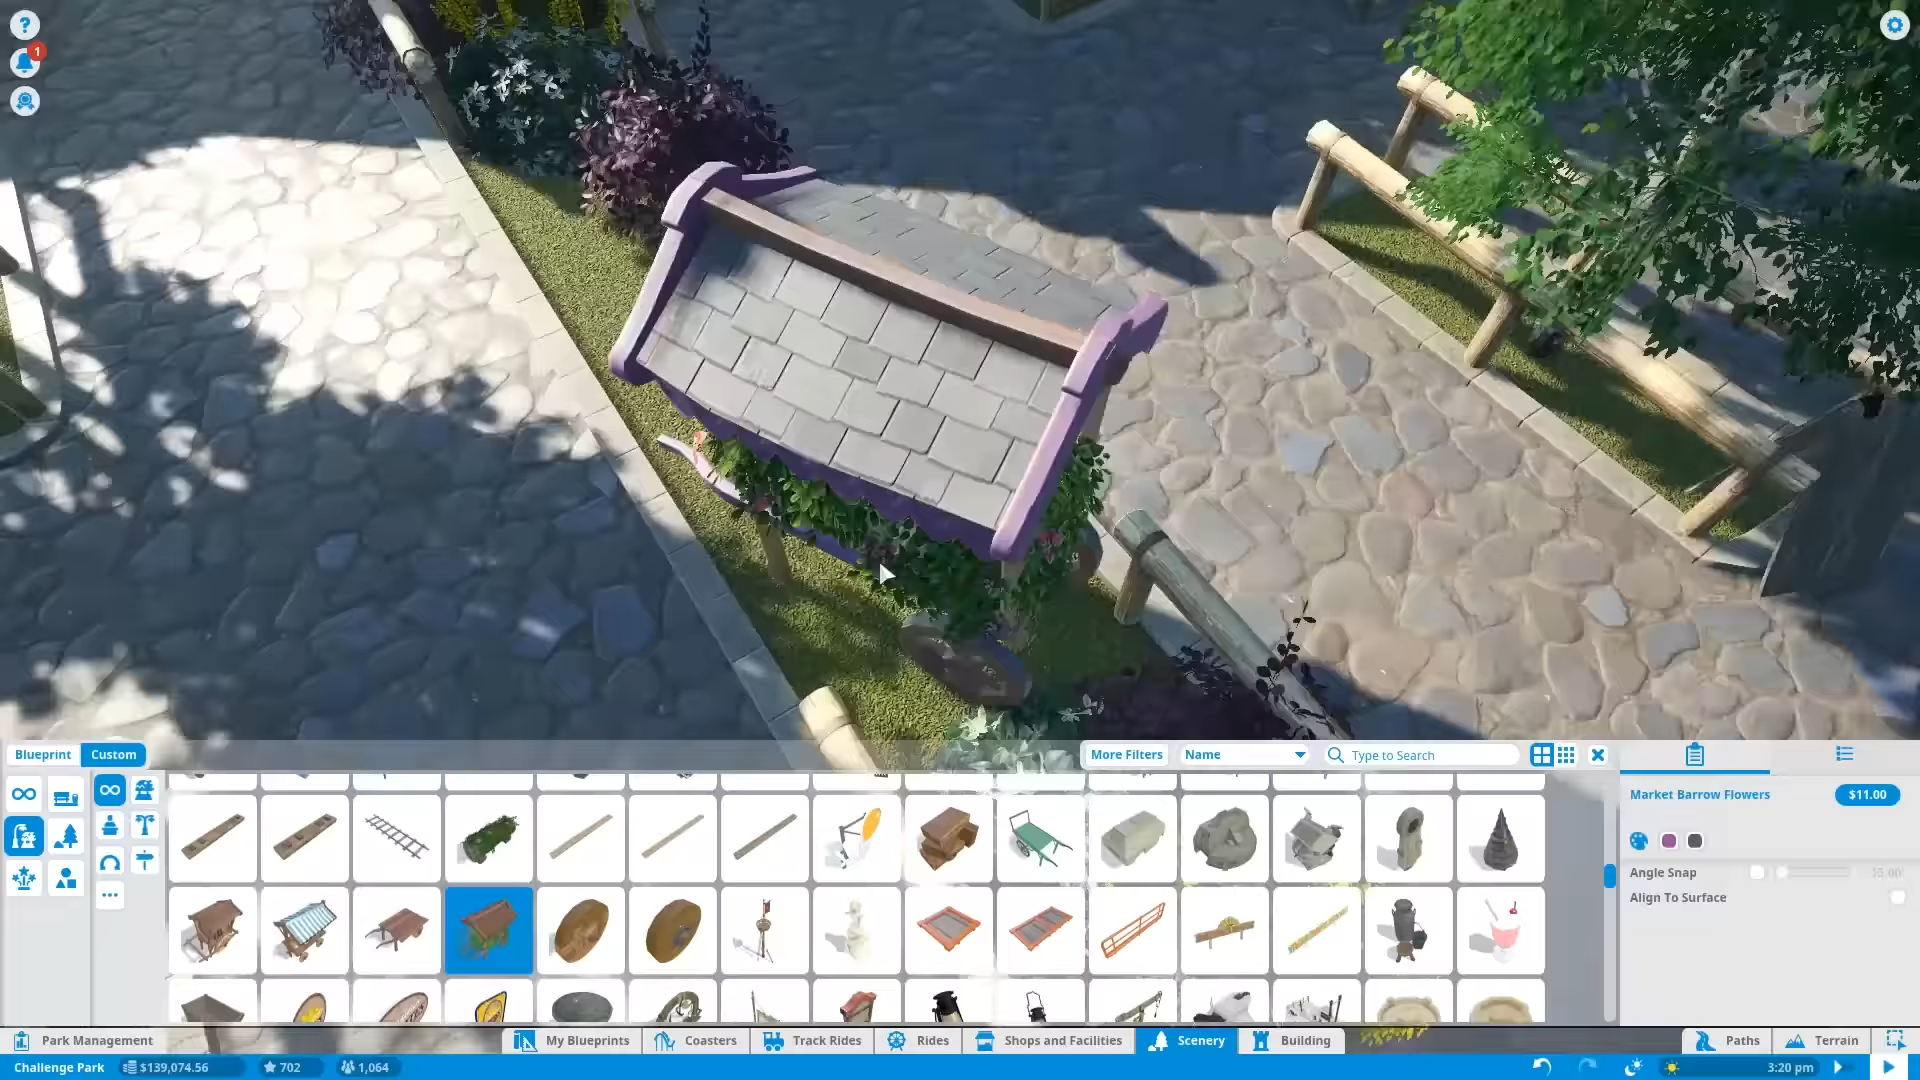 ?
1
Blueprint
Custom
More Filters
Name
Type to Search
Market Barrow Flowers
$11.00
Angle Snap
15.00
Align To Surface
Park Management
My Blueprints
Coasters
Track Rides
Rides
Shops and Facilities
Scenery
Building
Paths
Terrain
Challenge Park
$139,074.56
702
1,064
3:20 pm